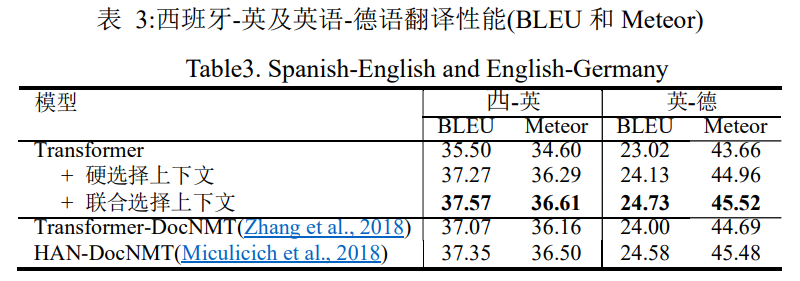 表 3:西班牙-英及英语-德语翻译性能(BLEU 和 Meteor)
Table3. Spanish-English and English-Germany
模型 西-英 英-德
BLEU Meteor BLEU Meteor
Transformer 35.50 34.60 23.02 43.66
+ 硬选择上下文 37.27 36.29 24.13 44.96
+ 联合选择上下文 37.57 36.61 24.73 45.52
Transformer-DocNMT(Zhang et al., 2018) 37.07 36.16 24.00 44.69
HAN-DocNMT(Miculicich et al., 2018) 37.35 36.50 24.58 45.48